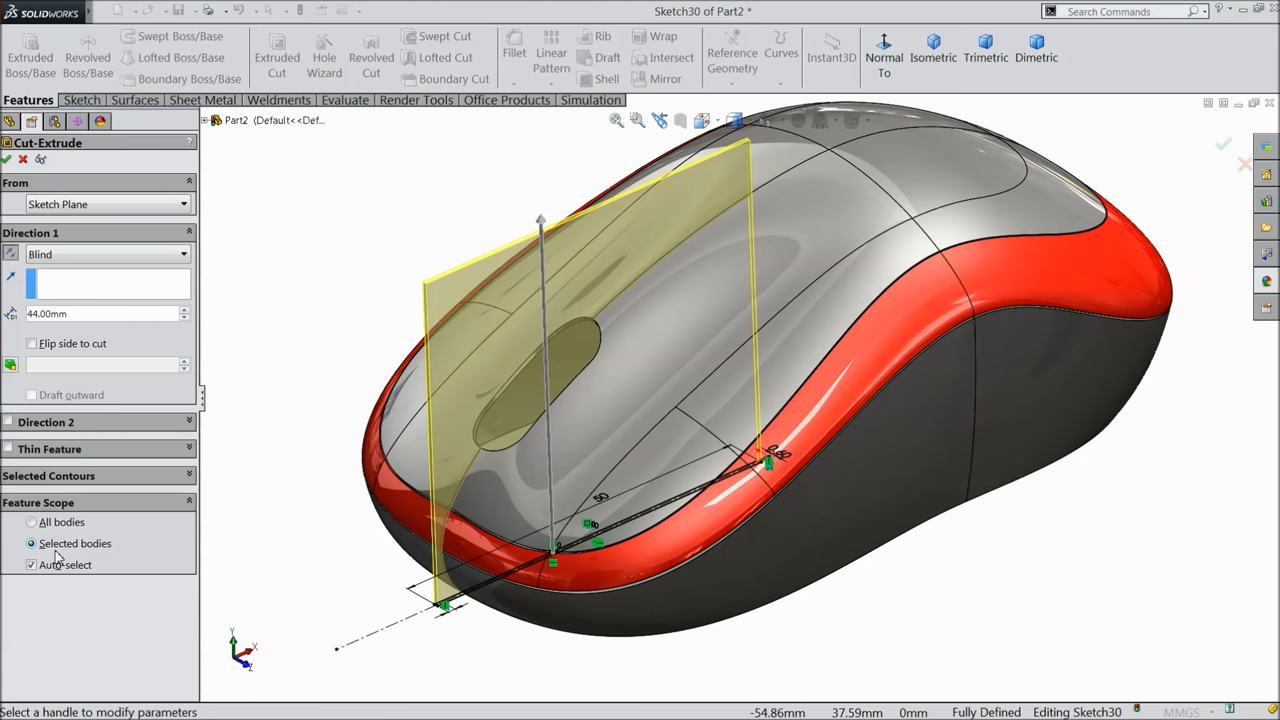 SOLIDWORKS
Sketch30 of Part2 *
Search Commands
Extruded Boss/Base
Revolved Boss/Base
Swept Boss/Base
Lofted Boss/Base
Boundary Boss/Base
Extruded Cut
Hole Wizard
Revolved Cut
Swept Cut
Lofted Cut
Boundary Cut
Fillet
Linear Pattern
Rib
Draft
Shell
Wrap
Intersect
Mirror
Reference Geometry
Curves
Instant3D
Normal To
Isometric
Trimetric
Dimetric
Features Sketch Surfaces Sheet Metal Weldments Evaluate Render Tools Office Products Simulation
Part2 (Default<<Def...
Cut-Extrude
?
From
Sketch Plane
Direction 1
Blind
D1
44.00mm
Flip side to cut
Draft outward
Direction 2
Thin Feature
Selected Contours
Feature Scope
All bodies
Selected bodies
Auto-select
50
0.60
Y
X
Z
Select a handle to modify parameters
-54.86mm 37.59mm 0mm Fully Defined Editing Sketch30 MMGS